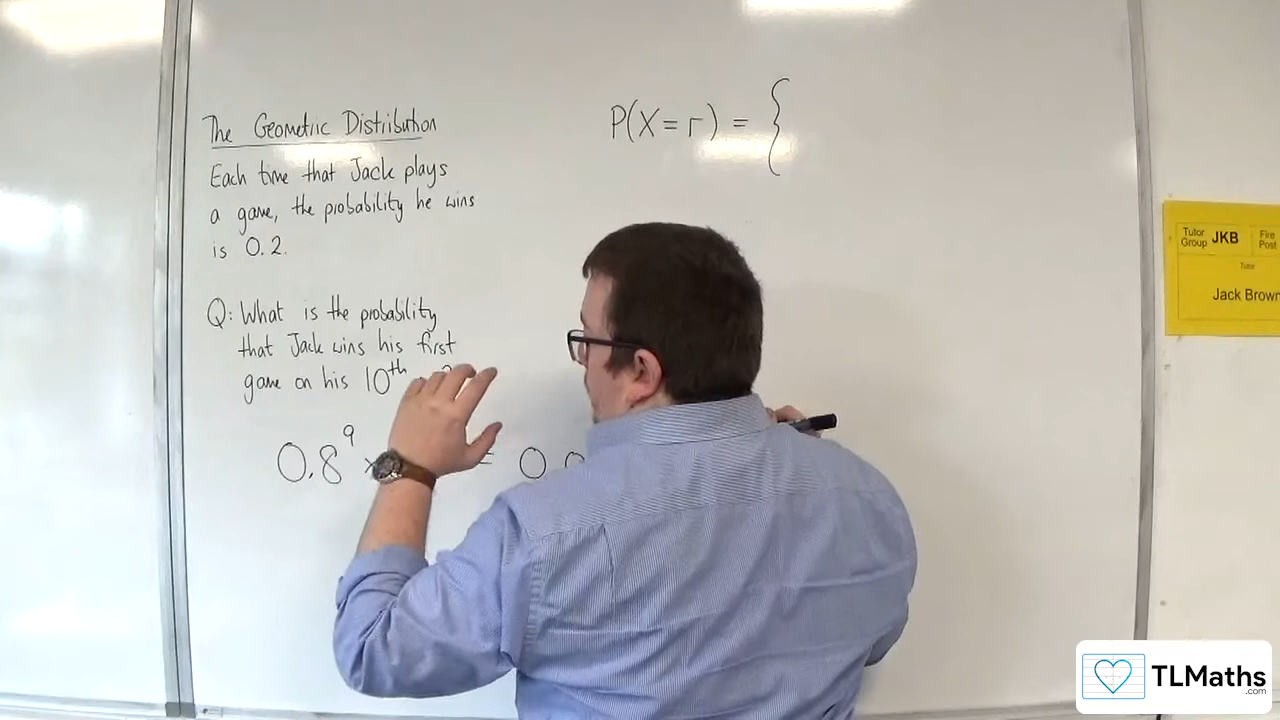 The Geometric Distribution
Each time that Jack plays
a game, the probability he wins
is 0.2.
Q: What is the probability
that Jack wins his first
game on his 10th
0.8^9 × = 0.0
P(X=r) = {
Tutor Group JKB Fire Post
Tutor
Jack Brown
TLMaths
.com